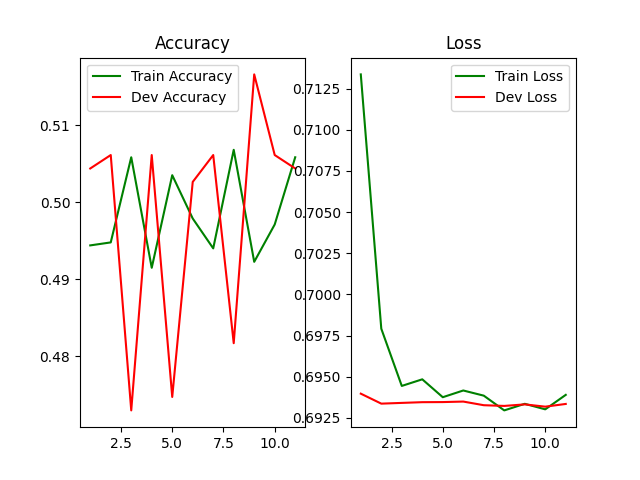 Accuracy
Train Accuracy
Dev Accuracy
0.51
0.50
0.49
0.48
2.5 5.0 7.5 10.0
Loss
Train Loss
Dev Loss
0.7125
0.7100
0.7075
0.7050
0.7025
0.7000
0.6975
0.6950
0.6925
2.5 5.0 7.5 10.0